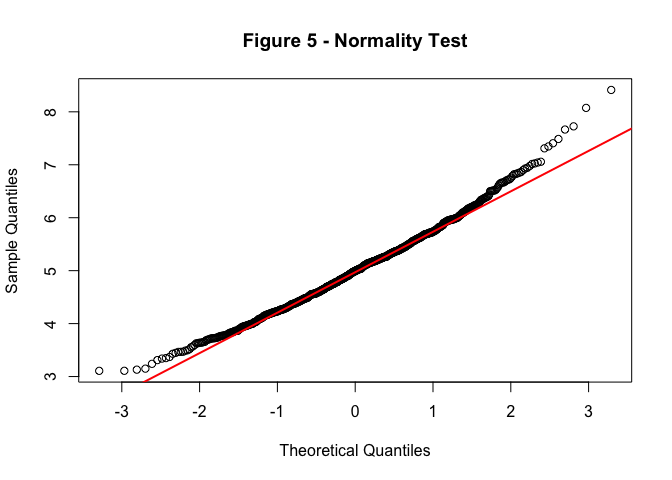 Figure 5 - Normality Test
8
7
6
5
4
3
Sample Quantiles
-3 -2 -1 0 1 2 3
Theoretical Quantiles